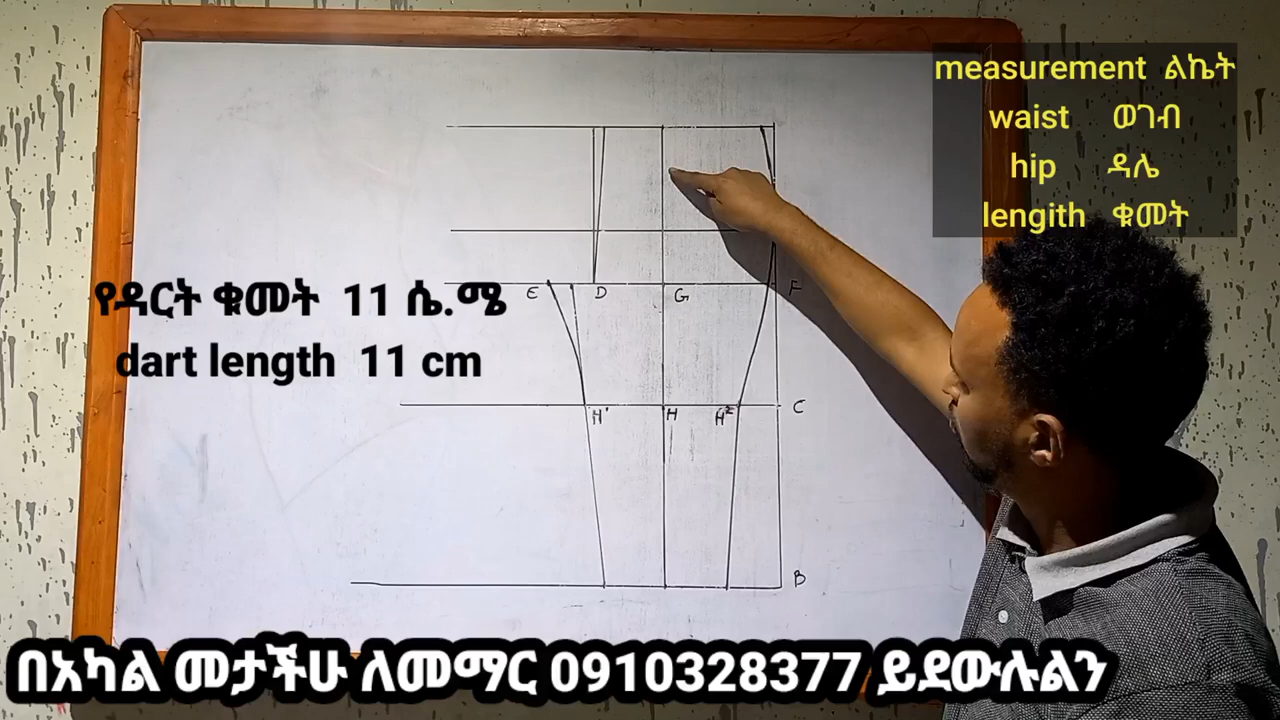 measurement ልኬት
waist ወገብ
hip ዳሌ
lengith ቁመት
የዳርት ቁመት 11 ሴ.ሜ
dart length 11 cm
E D G F
H' H H² C
B
በአካል መታችሁ ለመማር 0910328377 ይደውሉልን